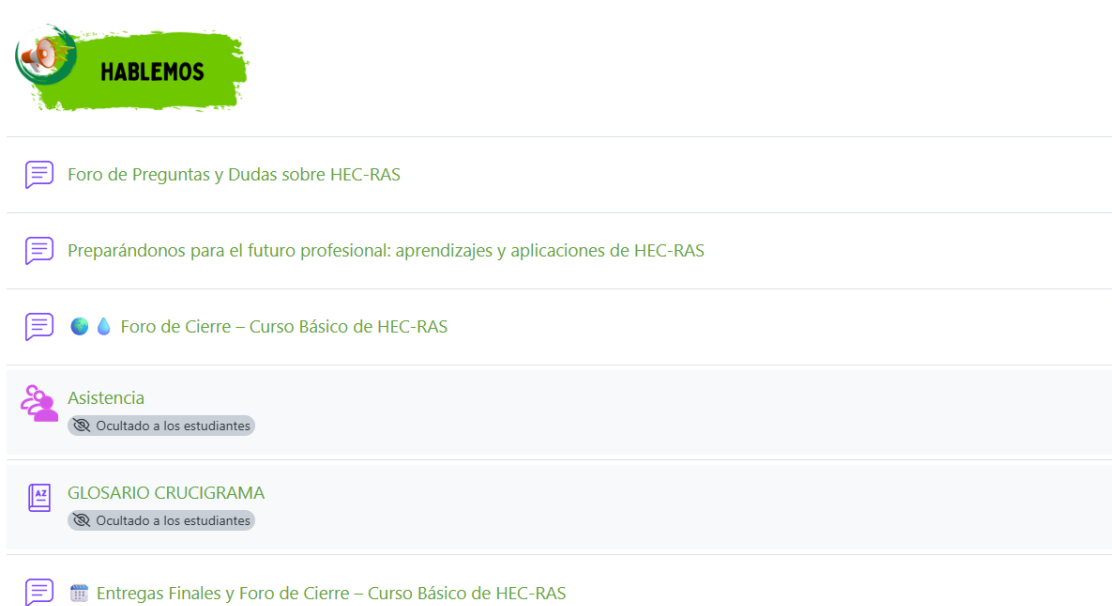 HABLEMOS
Foro de Preguntas y Dudas sobre HEC-RAS
Preparándonos para el futuro profesional: aprendizajes y aplicaciones de HEC-RAS
Foro de Cierre – Curso Básico de HEC-RAS
Asistencia
Ocultado a los estudiantes
AZ
GLOSARIO CRUCIGRAMA
Ocultado a los estudiantes
Entregas Finales y Foro de Cierre – Curso Básico de HEC-RAS